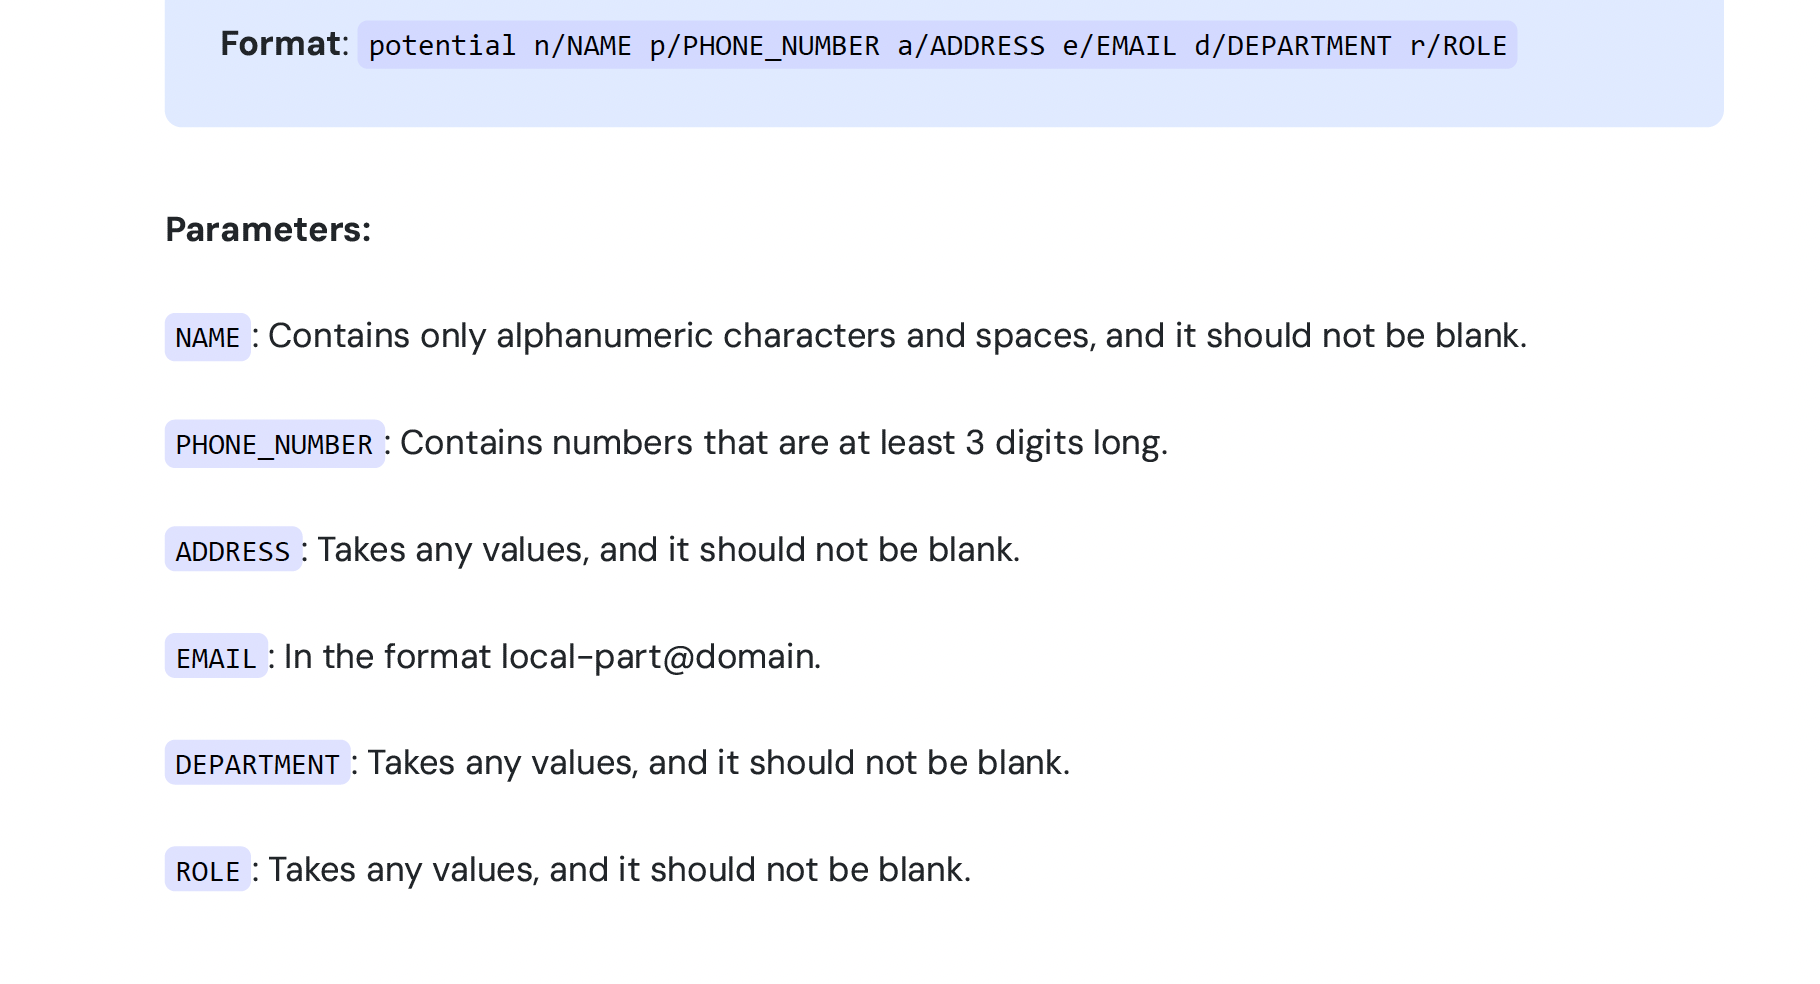 Format: potential n/NAME p/PHONE_NUMBER a/ADDRESS e/EMAIL d/DEPARTMENT r/ROLE
Parameters:
NAME: Contains only alphanumeric characters and spaces, and it should not be blank.
PHONE_NUMBER: Contains numbers that are at least 3 digits long.
ADDRESS: Takes any values, and it should not be blank.
EMAIL: In the format local-part@domain.
DEPARTMENT: Takes any values, and it should not be blank.
ROLE: Takes any values, and it should not be blank.